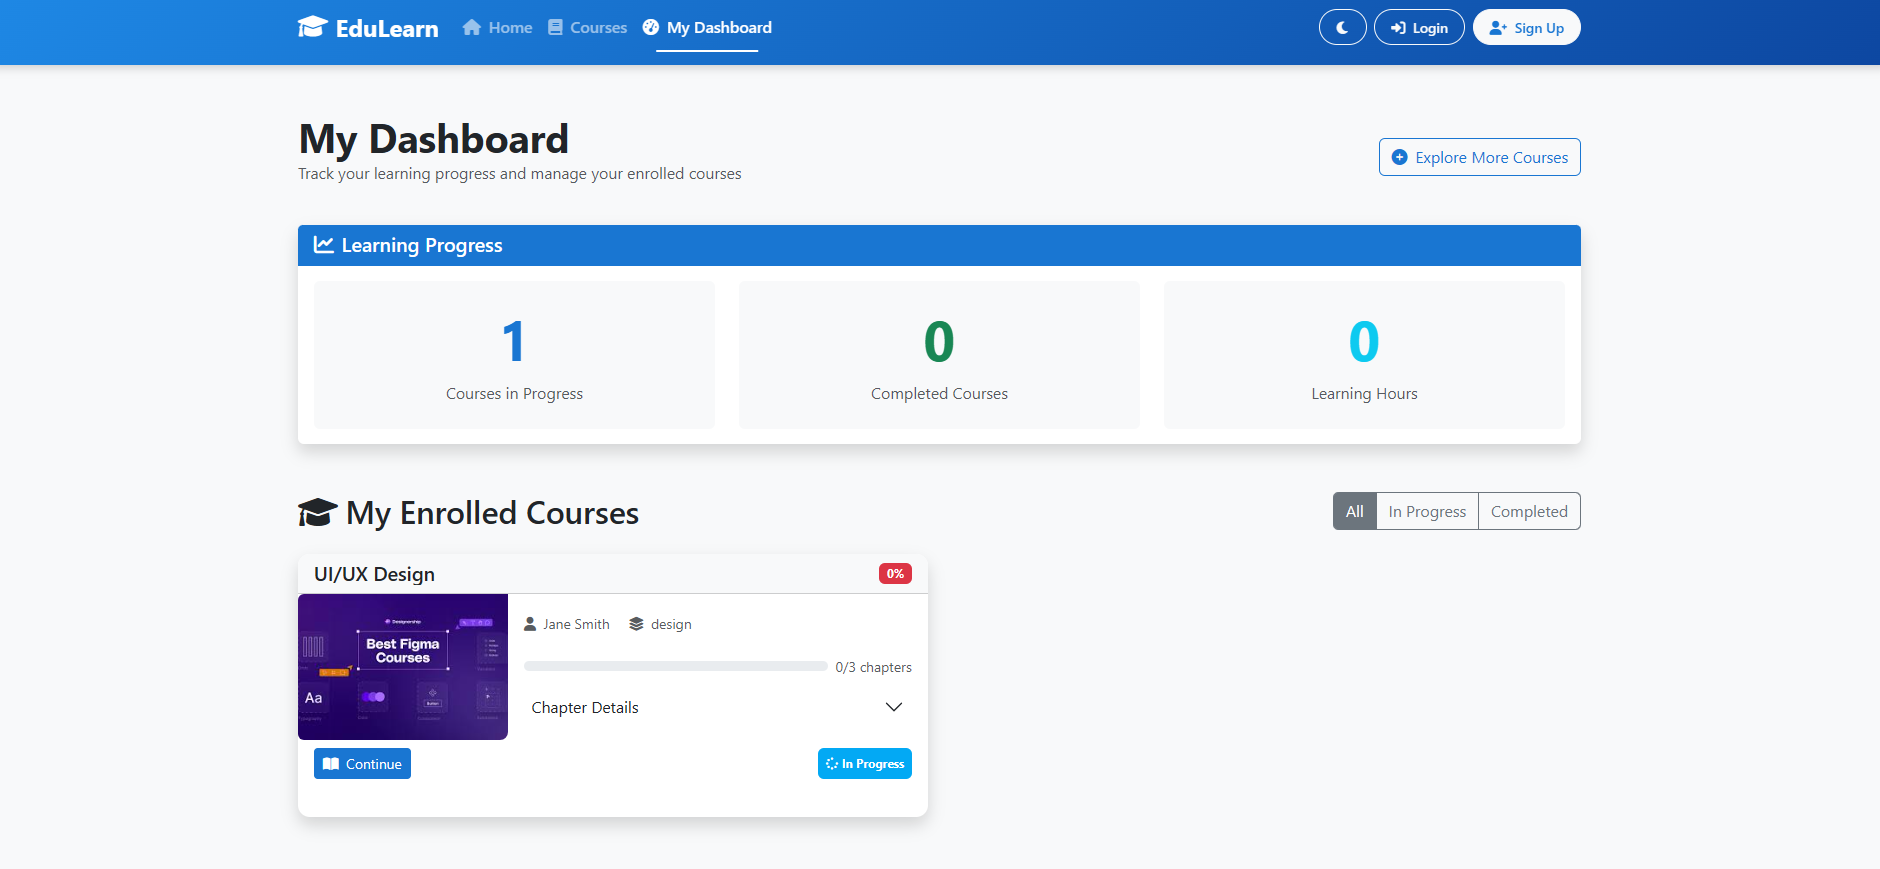 EduLearn
Home
Courses
My Dashboard
Login
Sign Up
My Dashboard
Track your learning progress and manage your enrolled courses
Explore More Courses
Learning Progress
1
Courses in Progress
0
Completed Courses
0
Learning Hours
My Enrolled Courses
All
In Progress
Completed
UI/UX Design
0%
Designership
Best Figma
Courses
Aa
Jane Smith
design
0/3 chapters
Chapter Details
Continue
In Progress